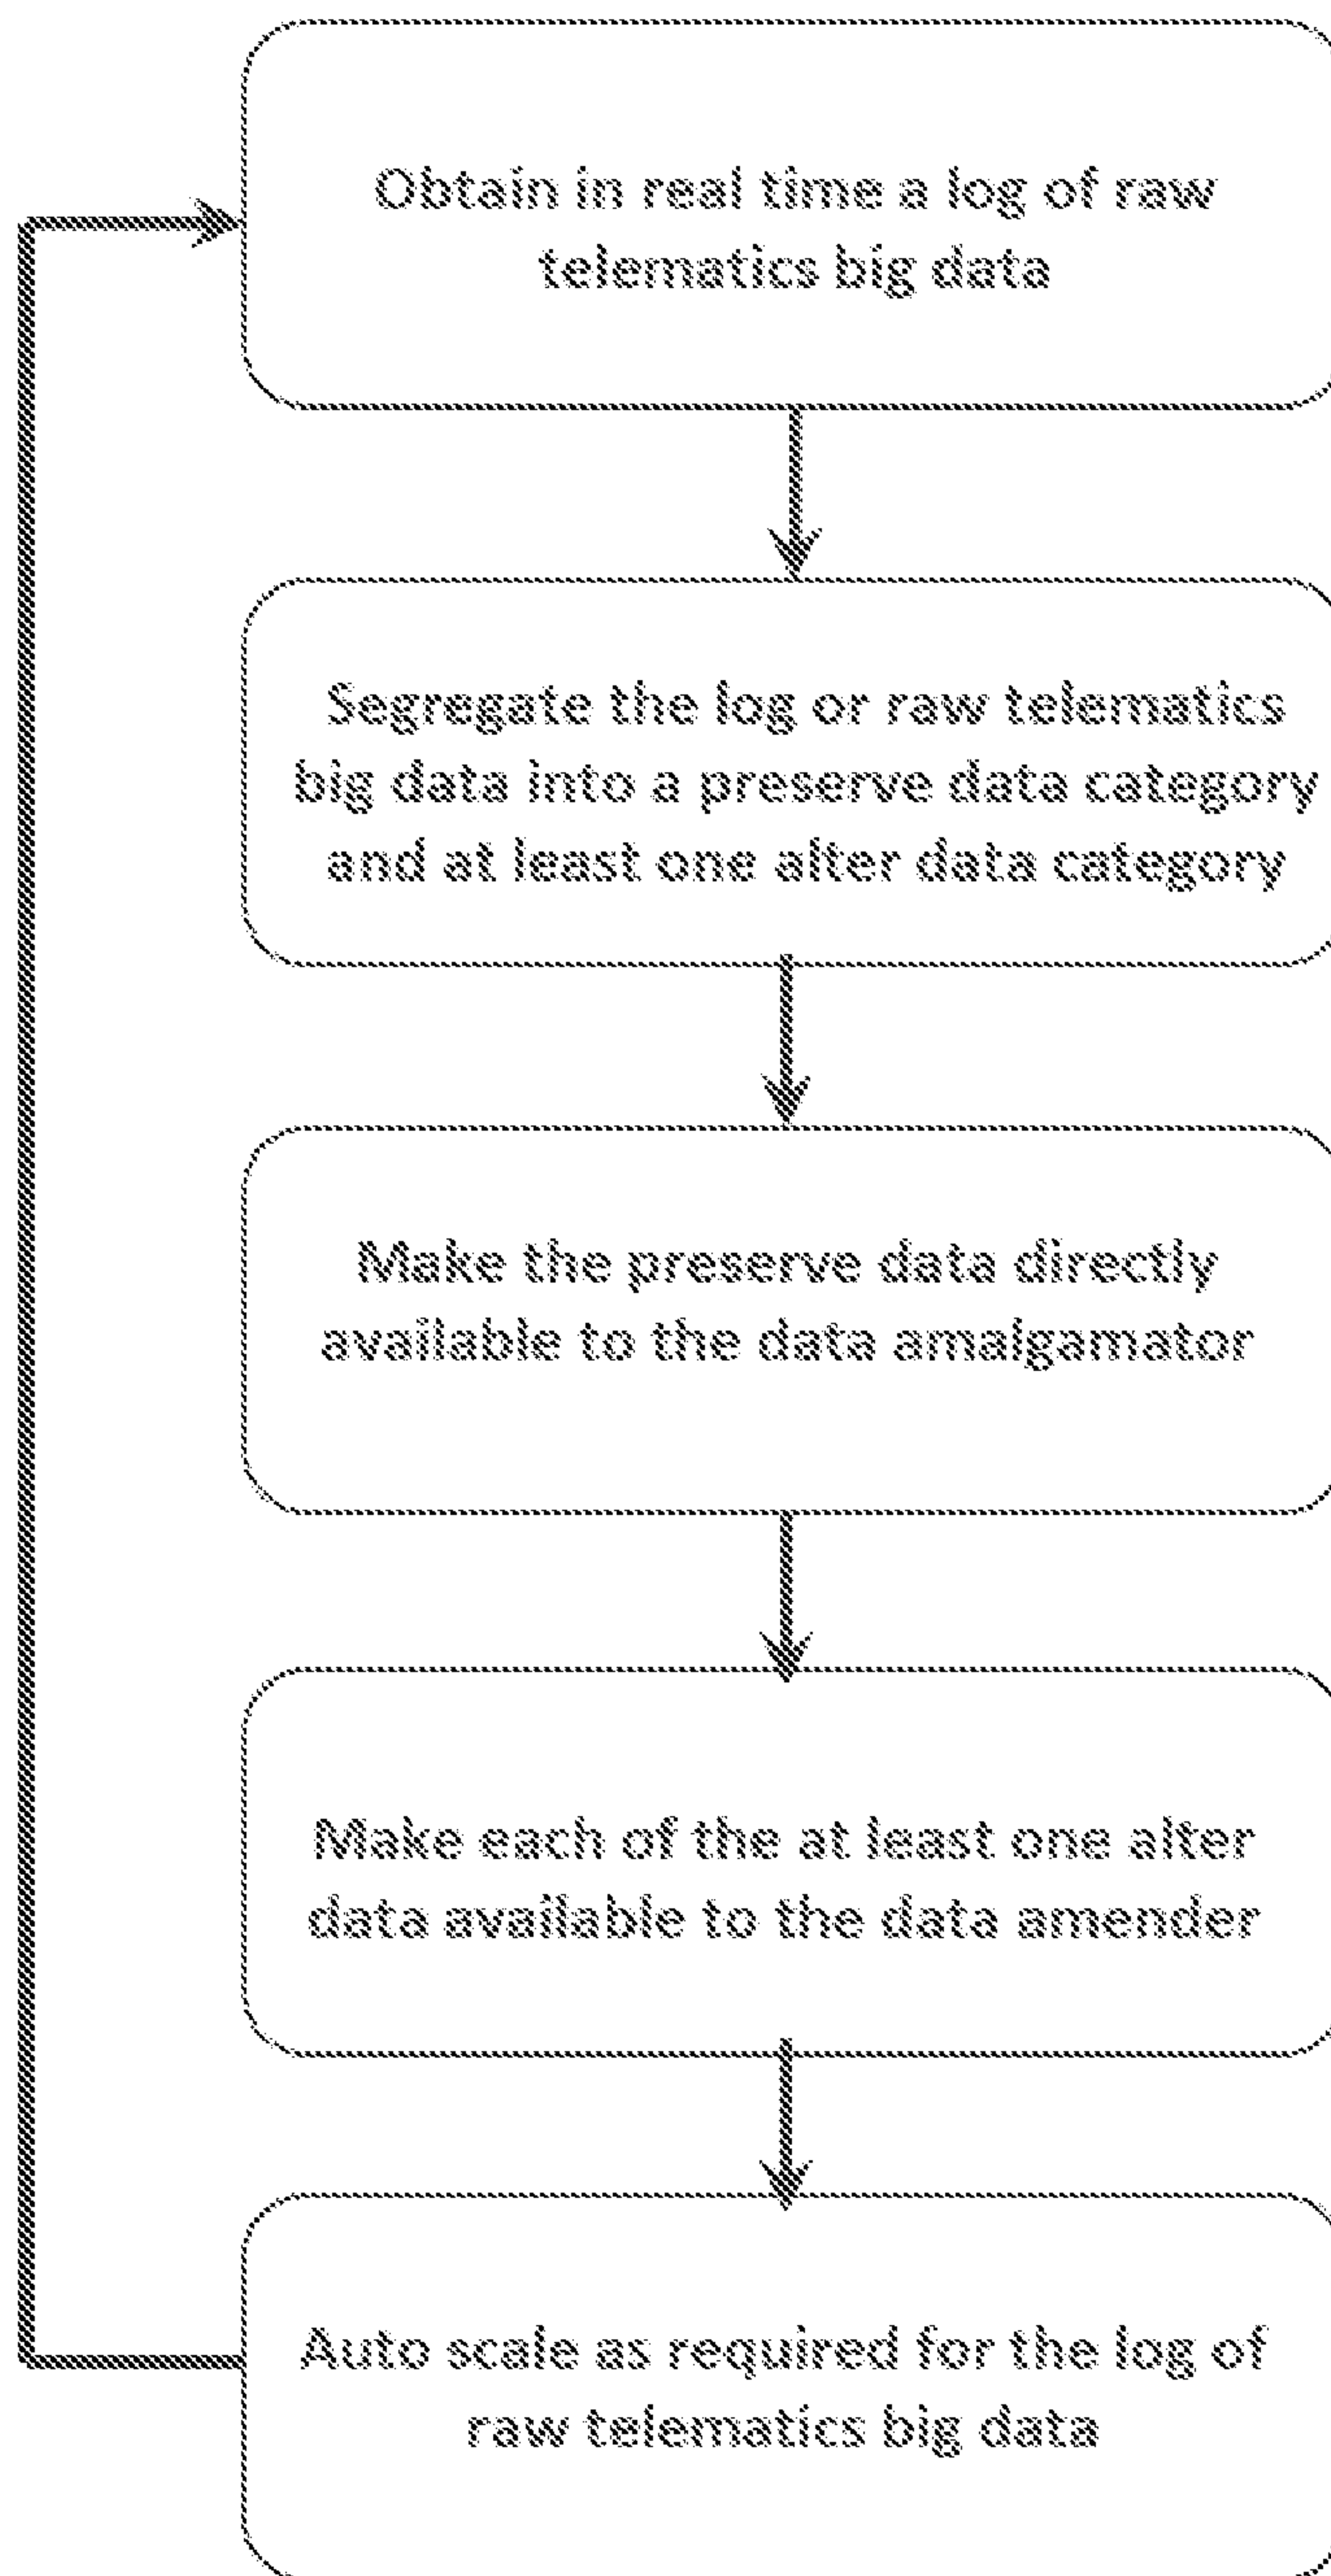 Obtain in real time a log of raw
telematics big data
Segregate the log or raw telematics
big data into a preserve data category
and at least one alter data category
Make the preserve data directly
available to the data amalgamator
Make each of the at least one alter
data available to the data amender
Auto scale as required for the log of
raw telematics big data